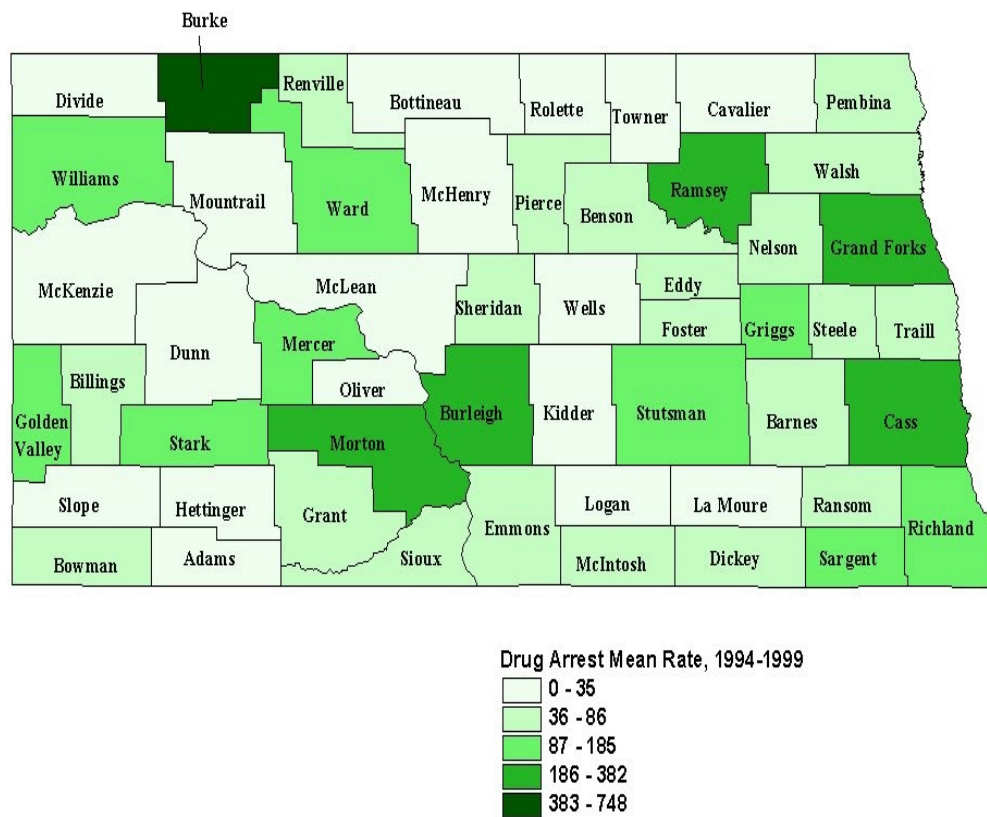 Burke
Divide
Renville
Bottineau
Rolette
Towner
Cavalier
Pembina
Williams
Mountrail
Ward
McHenry
Pierce
Benson
Ramsey
Walsh
Nelson
Grand Forks
McKenzie
Dunn
McLean
Mercer
Oliver
Sheridan
Wells
Eddy
Foster
Griggs
Steele
Traill
Golden
Valley
Billings
Stark
Morton
Burleigh
Kidder
Stutsman
Barnes
Cass
Slope
Hettinger
Grant
Emmons
Logan
La Moure
Ransom
Richland
Bowman
Adams
Sioux
McIntosh
Dickey
Sargent
Drug Arrest Mean Rate, 1994-1999
0 - 35
36 - 86
87 - 185
186 - 382
383 - 748